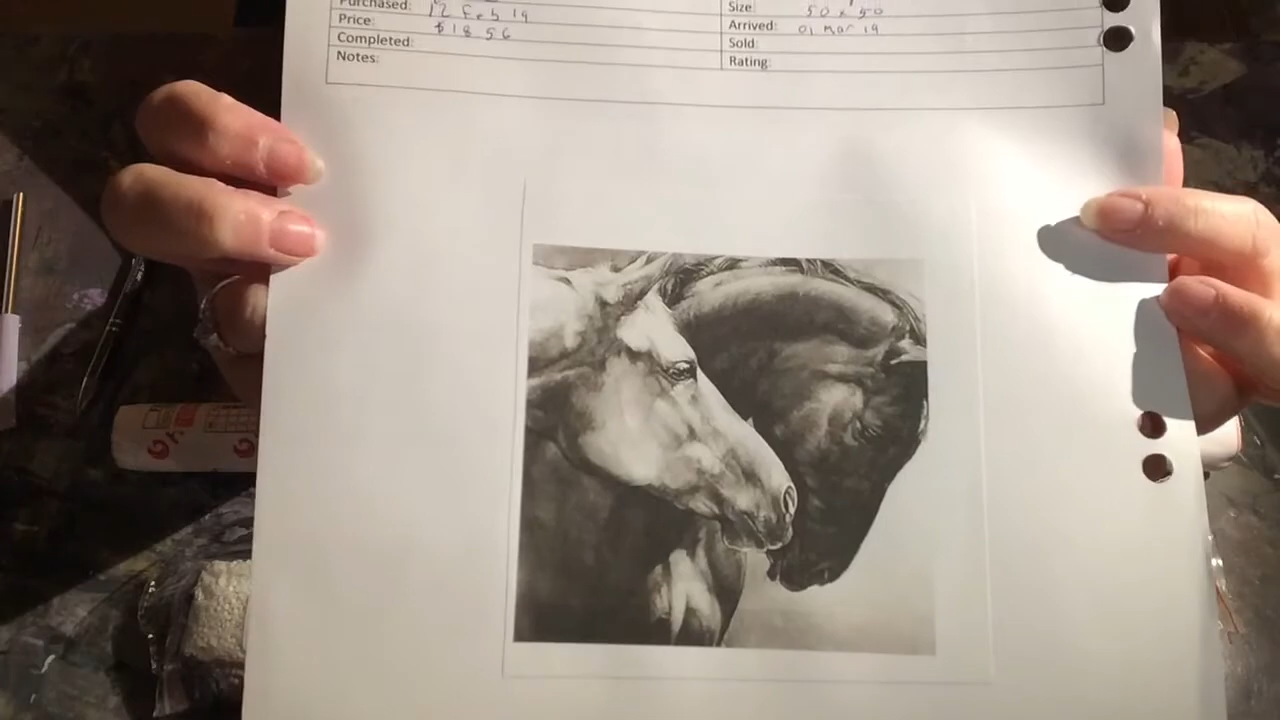 Purchased: 12 Feb 19
Size: 50 x 50
Price: $18 56
Arrived: 01 Mar 19
Completed:
Sold:
Notes:
Rating: